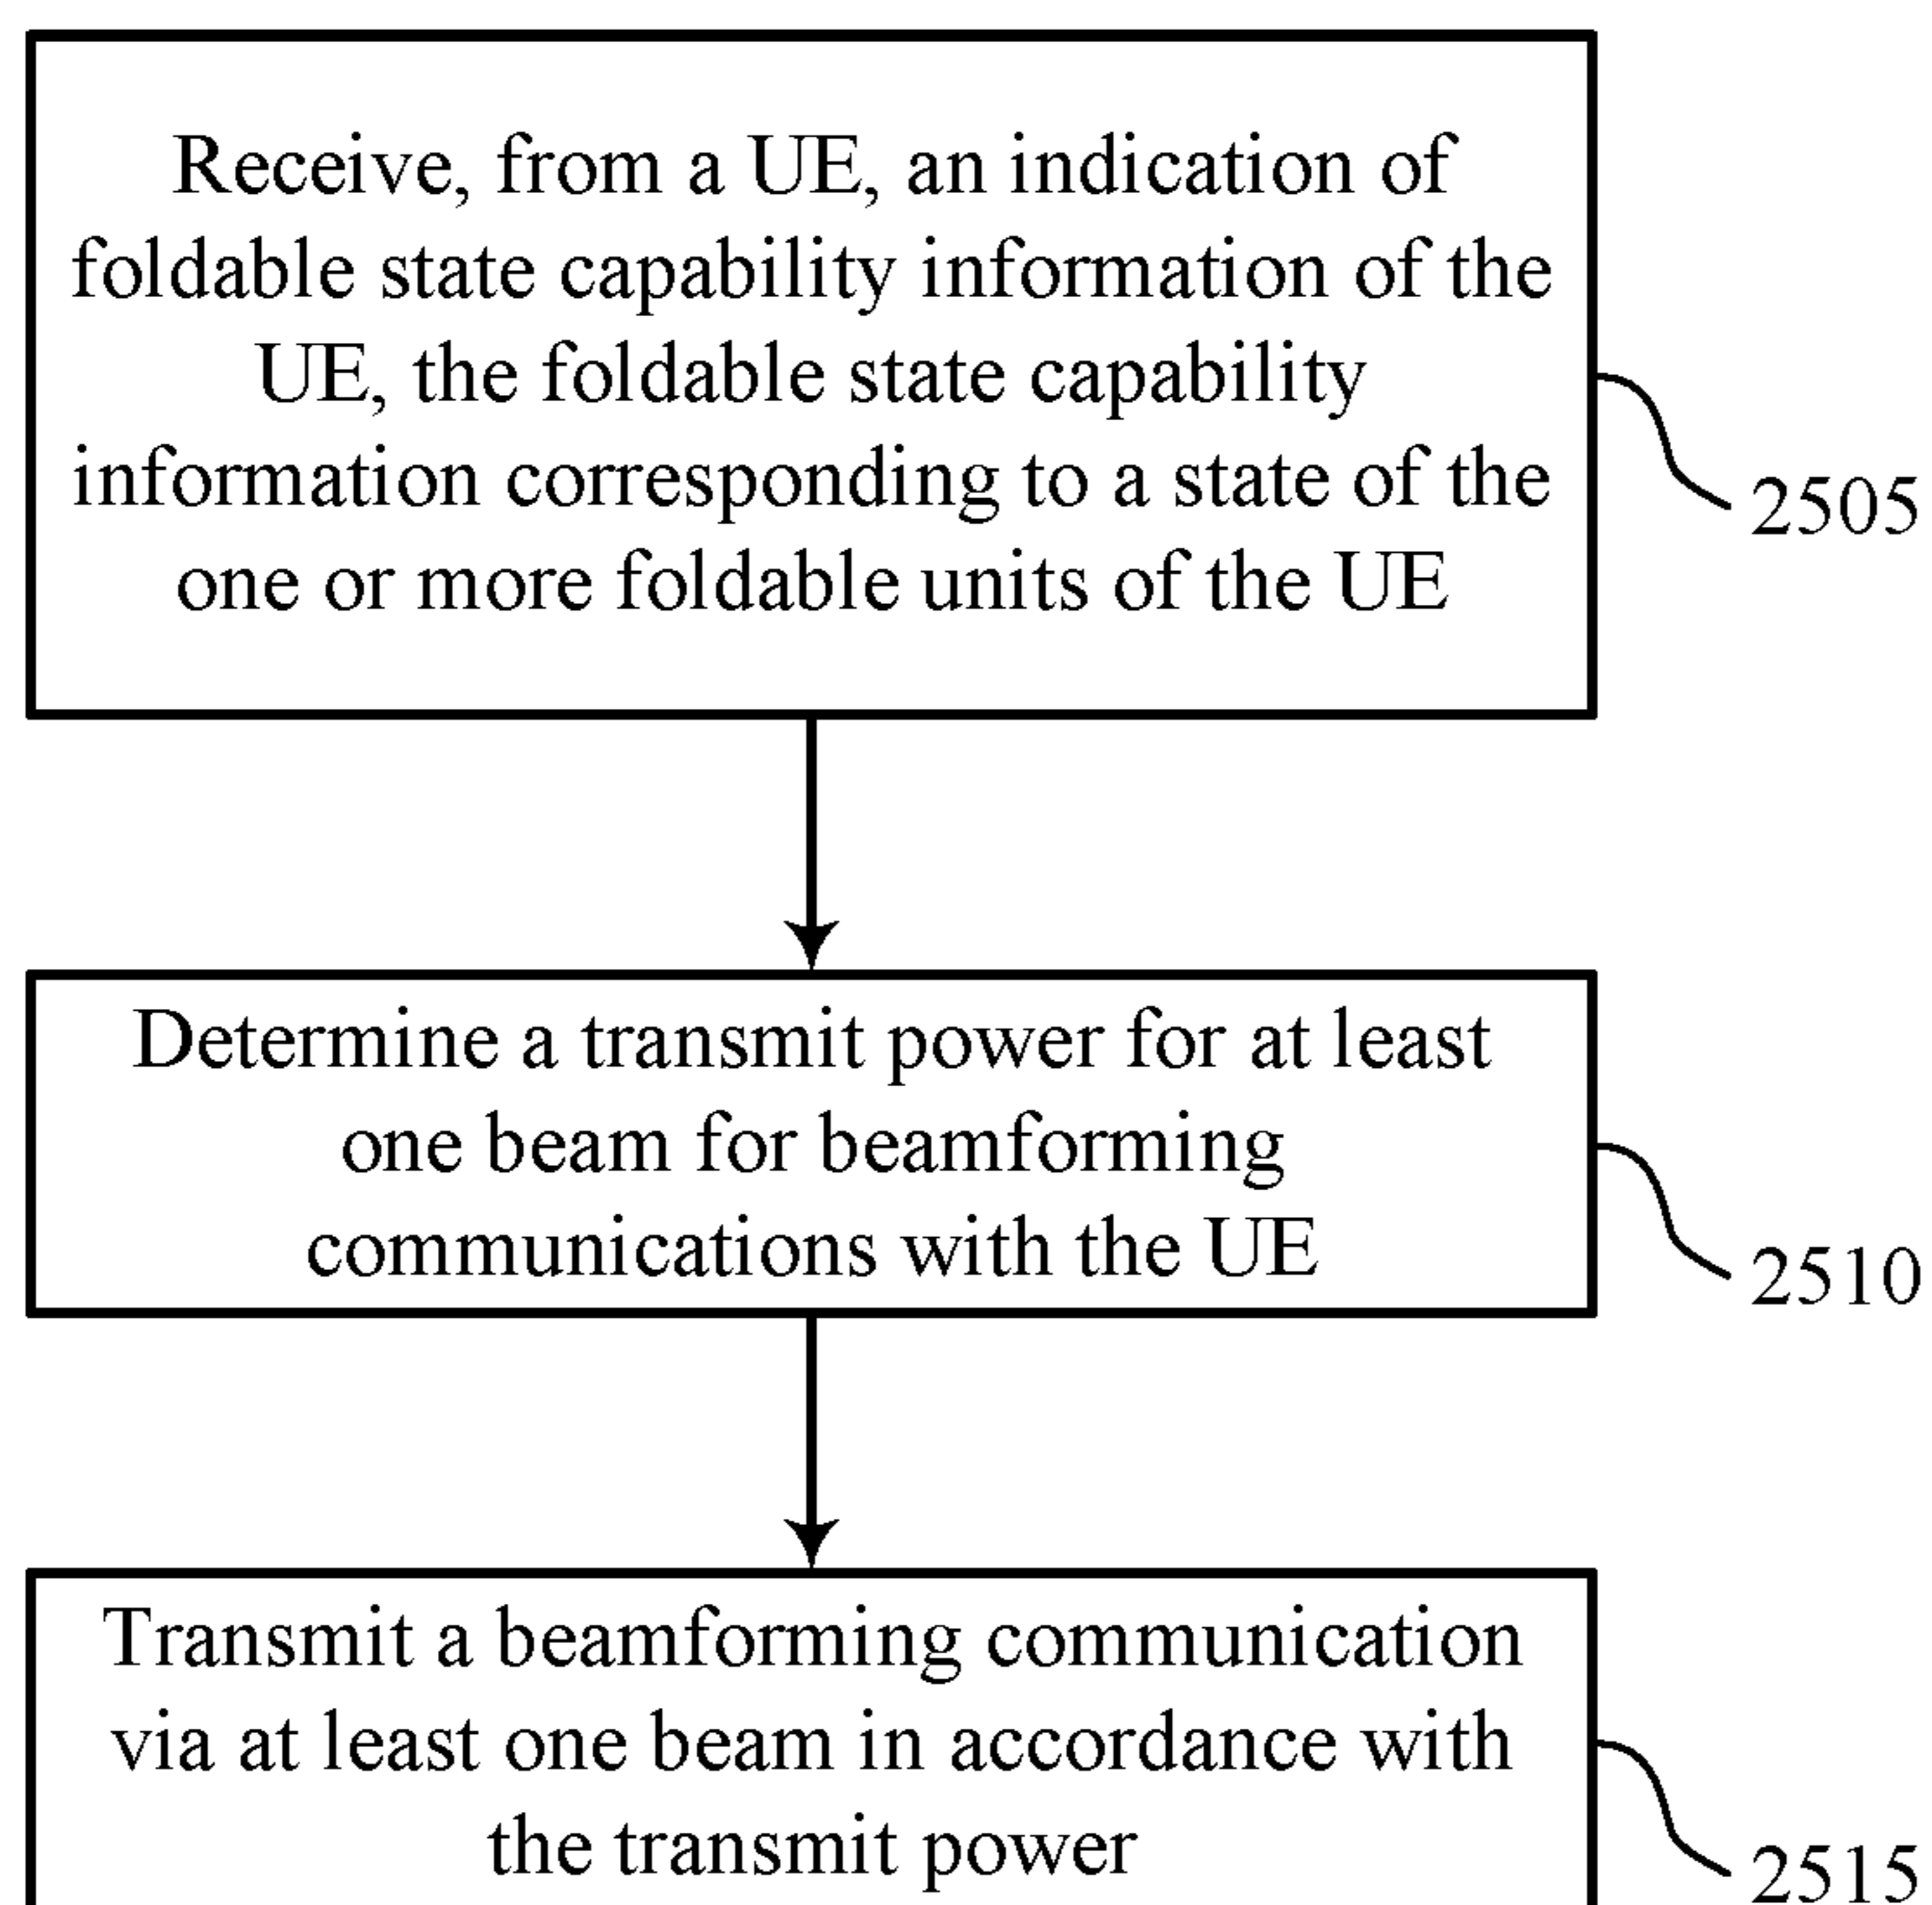 Receive, from a UE, an indication of
foldable state capability information of the
UE, the foldable state capability
information corresponding to a state of the
one or more foldable units of the UE
2505
Determine a transmit power for at least
one beam for beamforming
communications with the UE
2510
Transmit a beamforming communication
via at least one beam in accordance with
the transmit power
2515